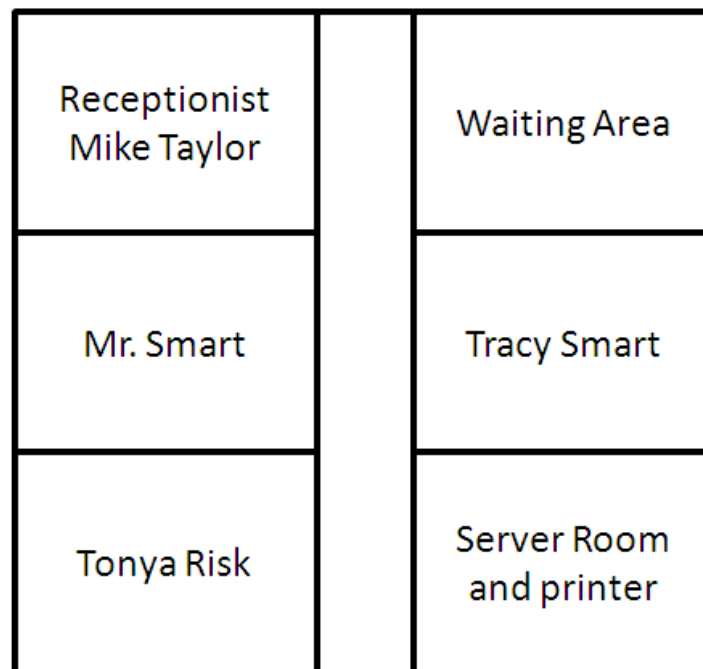 Receptionist
Mike Taylor
Waiting Area
Mr. Smart
Tracy Smart
Tonya Risk
Server Room
and printer